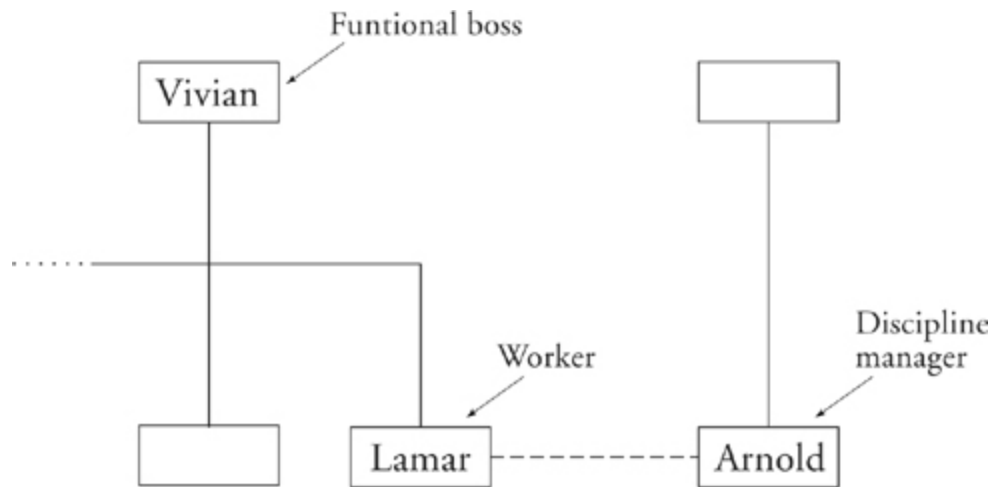 Funtional boss
Vivian
Discipline
manager
Worker
Lamar
Arnold